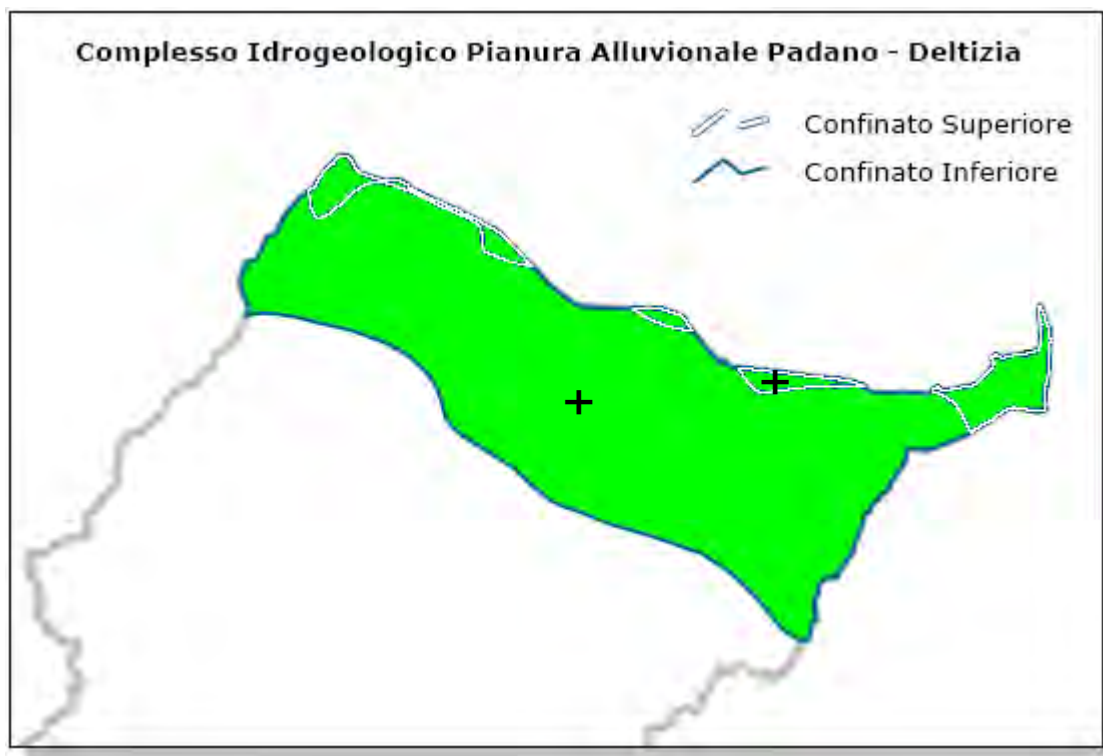 Complesso Idrogeologico Pianura Alluvionale Padano - Deltizia
Confinato Superiore
Confinato Inferiore